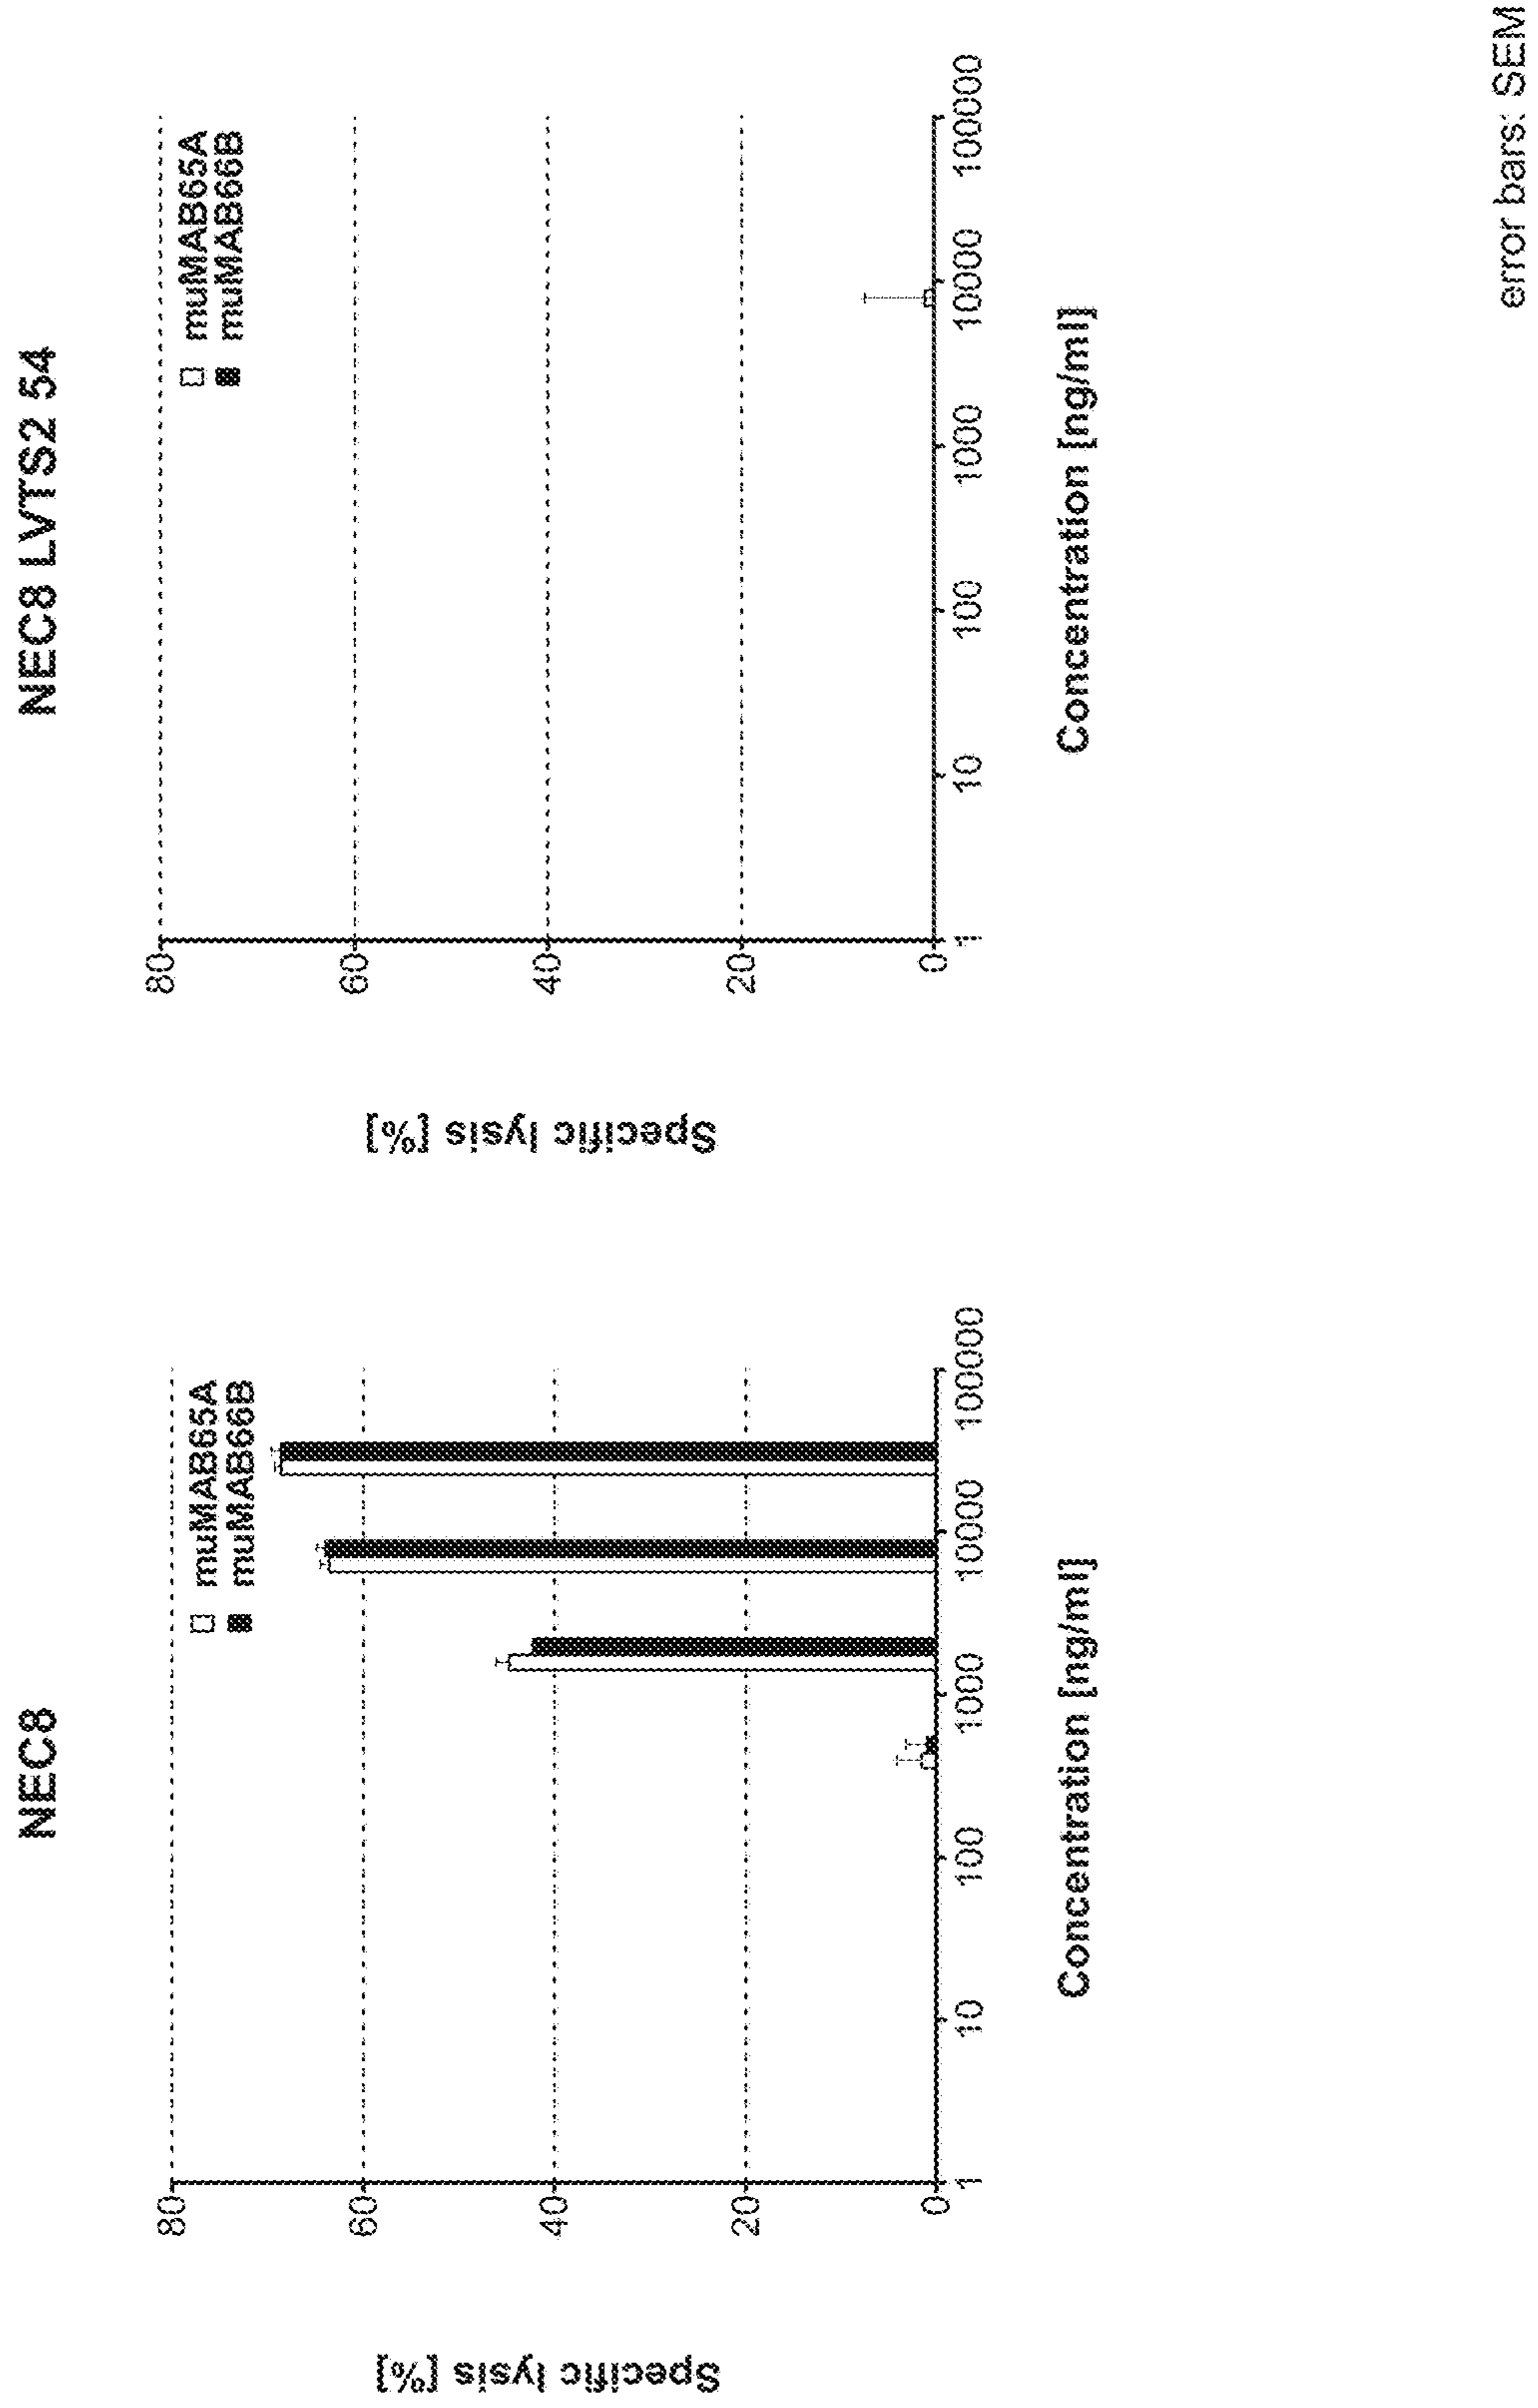 NEC8
Specific lysis [%]
80
60
40
20
0
muMAB65A
muMAB66B
1
10
100
1000
10000
100000
Concentration [ng/ml]
NEC8 LVTS2 54
Specific lysis [%]
80
60
40
20
0
muMAB65A
muMAB66B
1
10
100
1000
10000
100000
Concentration [ng/ml]
error bars: SEM